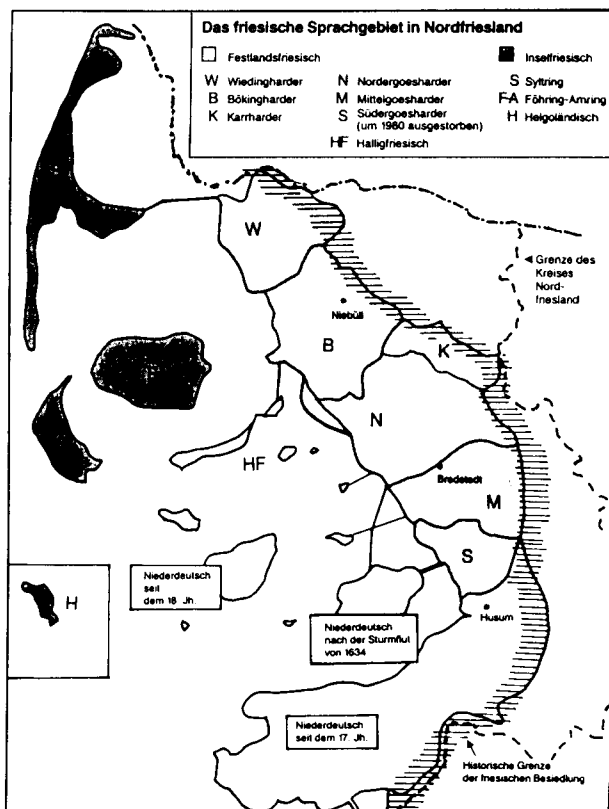 Das friesische Sprachgebiet in Nordfriesland
Festlandsfriesisch
Inselfriesisch
W Wiedingharder
N Nordergoesharder
S Syltring
B Bökingharder
M Mittelgoesharder
F-A Föhring-Amring
K Karrharder
S Südergoesharder
(um 1980 ausgestorben)
H Helgoländisch
HF Halligfriesisch
W
Grenze des
Kreises
Nord-
friesland
Niebüll
B
K
N
HF
Bredstedt
M
S
Niederdeutsch
seit
dem 18. Jh.
H
Niederdeutsch
nach der Sturmflut
von 1634
Husum
Niederdeutsch
seit dem 17. Jh.
Historische Grenze
der friesischen Besiedlung